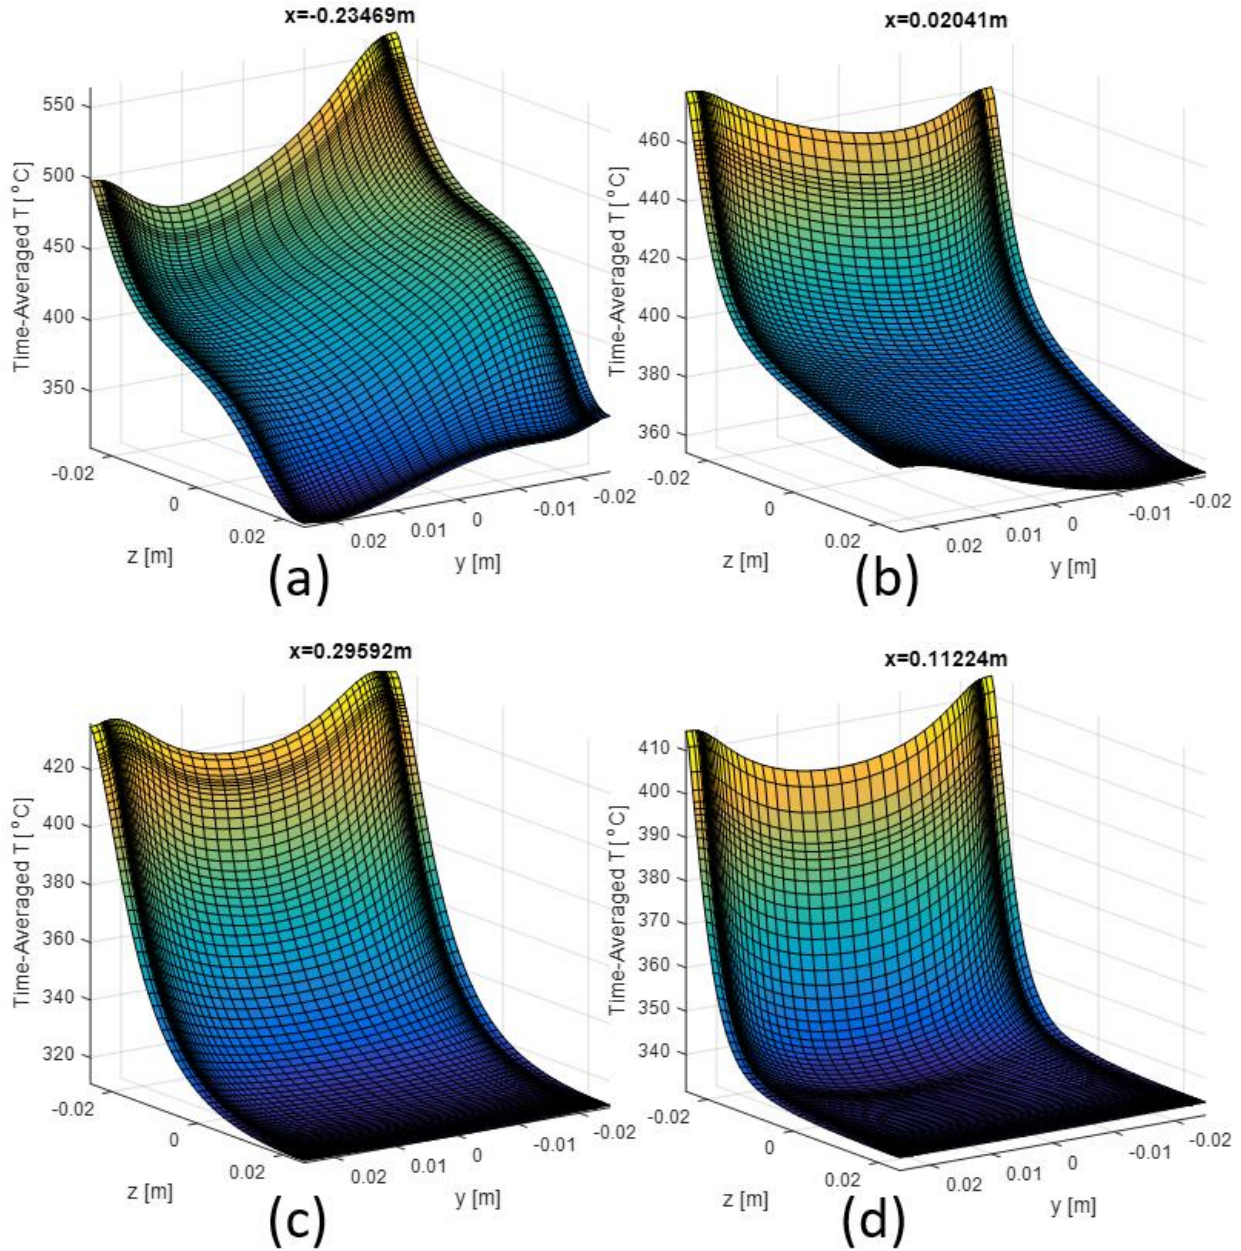 x=-0.23469m
Time-Averaged T [ °C]
550
500
450
400
350
-0.02
0
0.02
z [m]
0.02
0.01
0
-0.01
-0.02
y [m]
(a)
x=0.02041m
Time-Averaged T [ °C]
460
440
420
400
380
360
-0.02
0
0.02
z [m]
0.02
0.01
0
-0.01
-0.02
y [m]
(b)
x=0.29592m
Time-Averaged T [ °C]
420
400
380
360
340
320
-0.02
0
0.02
z [m]
0.02
0.01
0
-0.01
-0.02
y [m]
(c)
x=0.11224m
Time-Averaged T [ °C]
410
400
390
380
370
360
350
340
-0.02
0
0.02
z [m]
0.02
0.01
0
-0.01
-0.02
y [m]
(d)